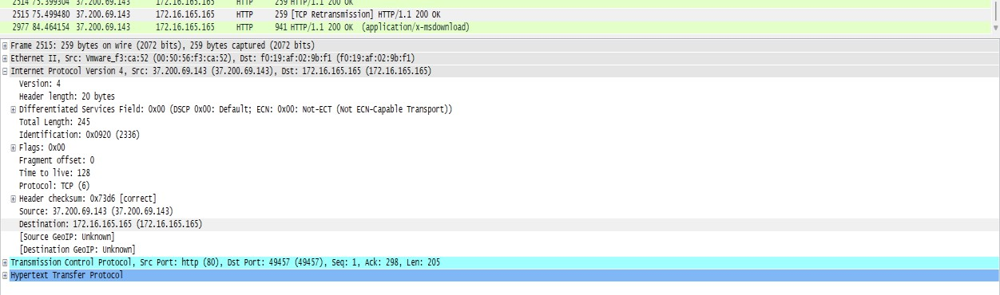 2514 75.399304 37.200.69.143 172.16.165.165 HTTP 259 HTTP/1.1 200 OK
2515 75.499480 37.200.69.143 172.16.165.165 HTTP 259 [TCP Retransmission] HTTP/1.1 200 OK
2977 84.464154 37.200.69.143 172.16.165.165 HTTP 941 HTTP/1.1 200 OK (application/x-msdownload)
Frame 2515: 259 bytes on wire (2072 bits), 259 bytes captured (2072 bits)
Ethernet II, Src: Vmware_f3:ca:52 (00:50:56:f3:ca:52), Dst: f0:19:af:02:9b:f1 (f0:19:af:02:9b:f1)
Internet Protocol Version 4, Src: 37.200.69.143 (37.200.69.143), Dst: 172.16.165.165 (172.16.165.165)
Version: 4
Header length: 20 bytes
Differentiated Services Field: 0x00 (DSCP 0x00: Default; ECN: 0x00: Not-ECT (Not ECN-Capable Transport))
Total Length: 245
Identification: 0x0920 (2336)
Flags: 0x00
Fragment offset: 0
Time to live: 128
Protocol: TCP (6)
Header checksum: 0x73d6 [correct]
Source: 37.200.69.143 (37.200.69.143)
Destination: 172.16.165.165 (172.16.165.165)
[Source GeoIP: Unknown]
[Destination GeoIP: Unknown]
Transmission Control Protocol, Src Port: http (80), Dst Port: 49457 (49457), Seq: 1, Ack: 298, Len: 205
Hypertext Transfer Protocol